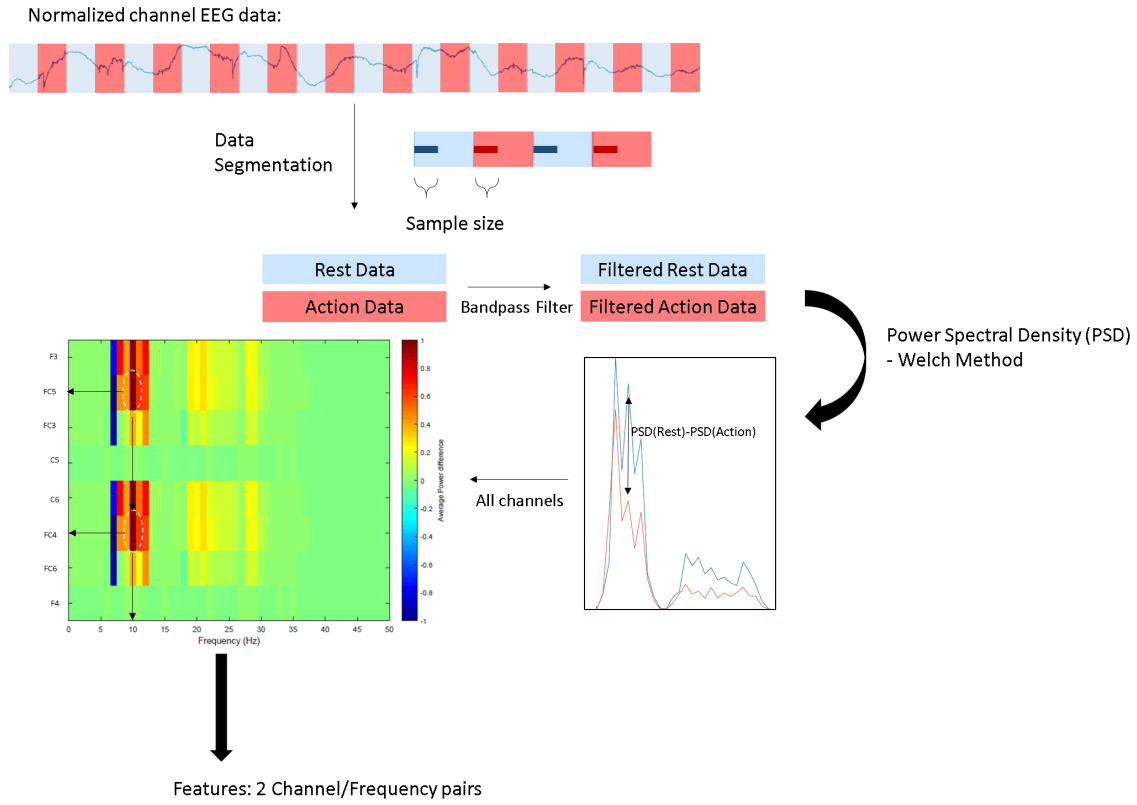 Normalized channel EEG data:
Data
Segmentation
Sample size
Rest Data
Action Data
Bandpass Filter
Filtered Rest Data
Filtered Action Data
Power Spectral Density (PSD)
- Welch Method
PSD(Rest)-PSD(Action)
All channels
F3
FC5
FC3
C5
C6
FC4
FC6
F4
0 5 10 15 20 25 30 35 40 45 50
Frequency (Hz)
1
0.8
0.6
0.4
0.2
0
-0.2
-0.4
-0.6
-0.8
-1
Average Power difference
Features: 2 Channel/Frequency pairs